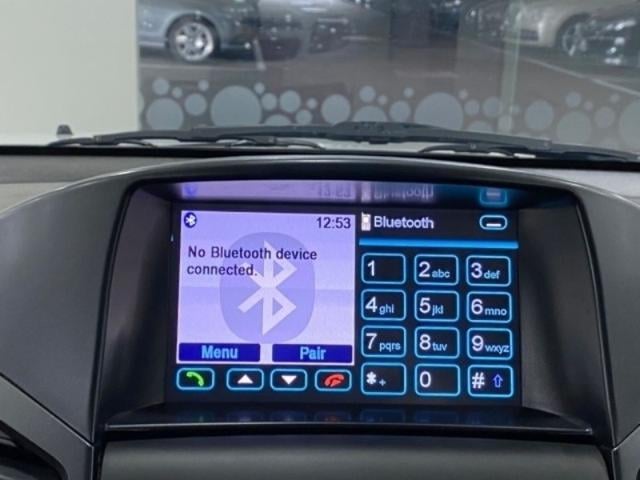 12:53
No Bluetooth device
connected.
Menu Pair
Bluetooth
1 2abc 3def
4ghi 5jkl 6mno
7pqrs 8tuv 9wxyz
*+ 0 #⇧